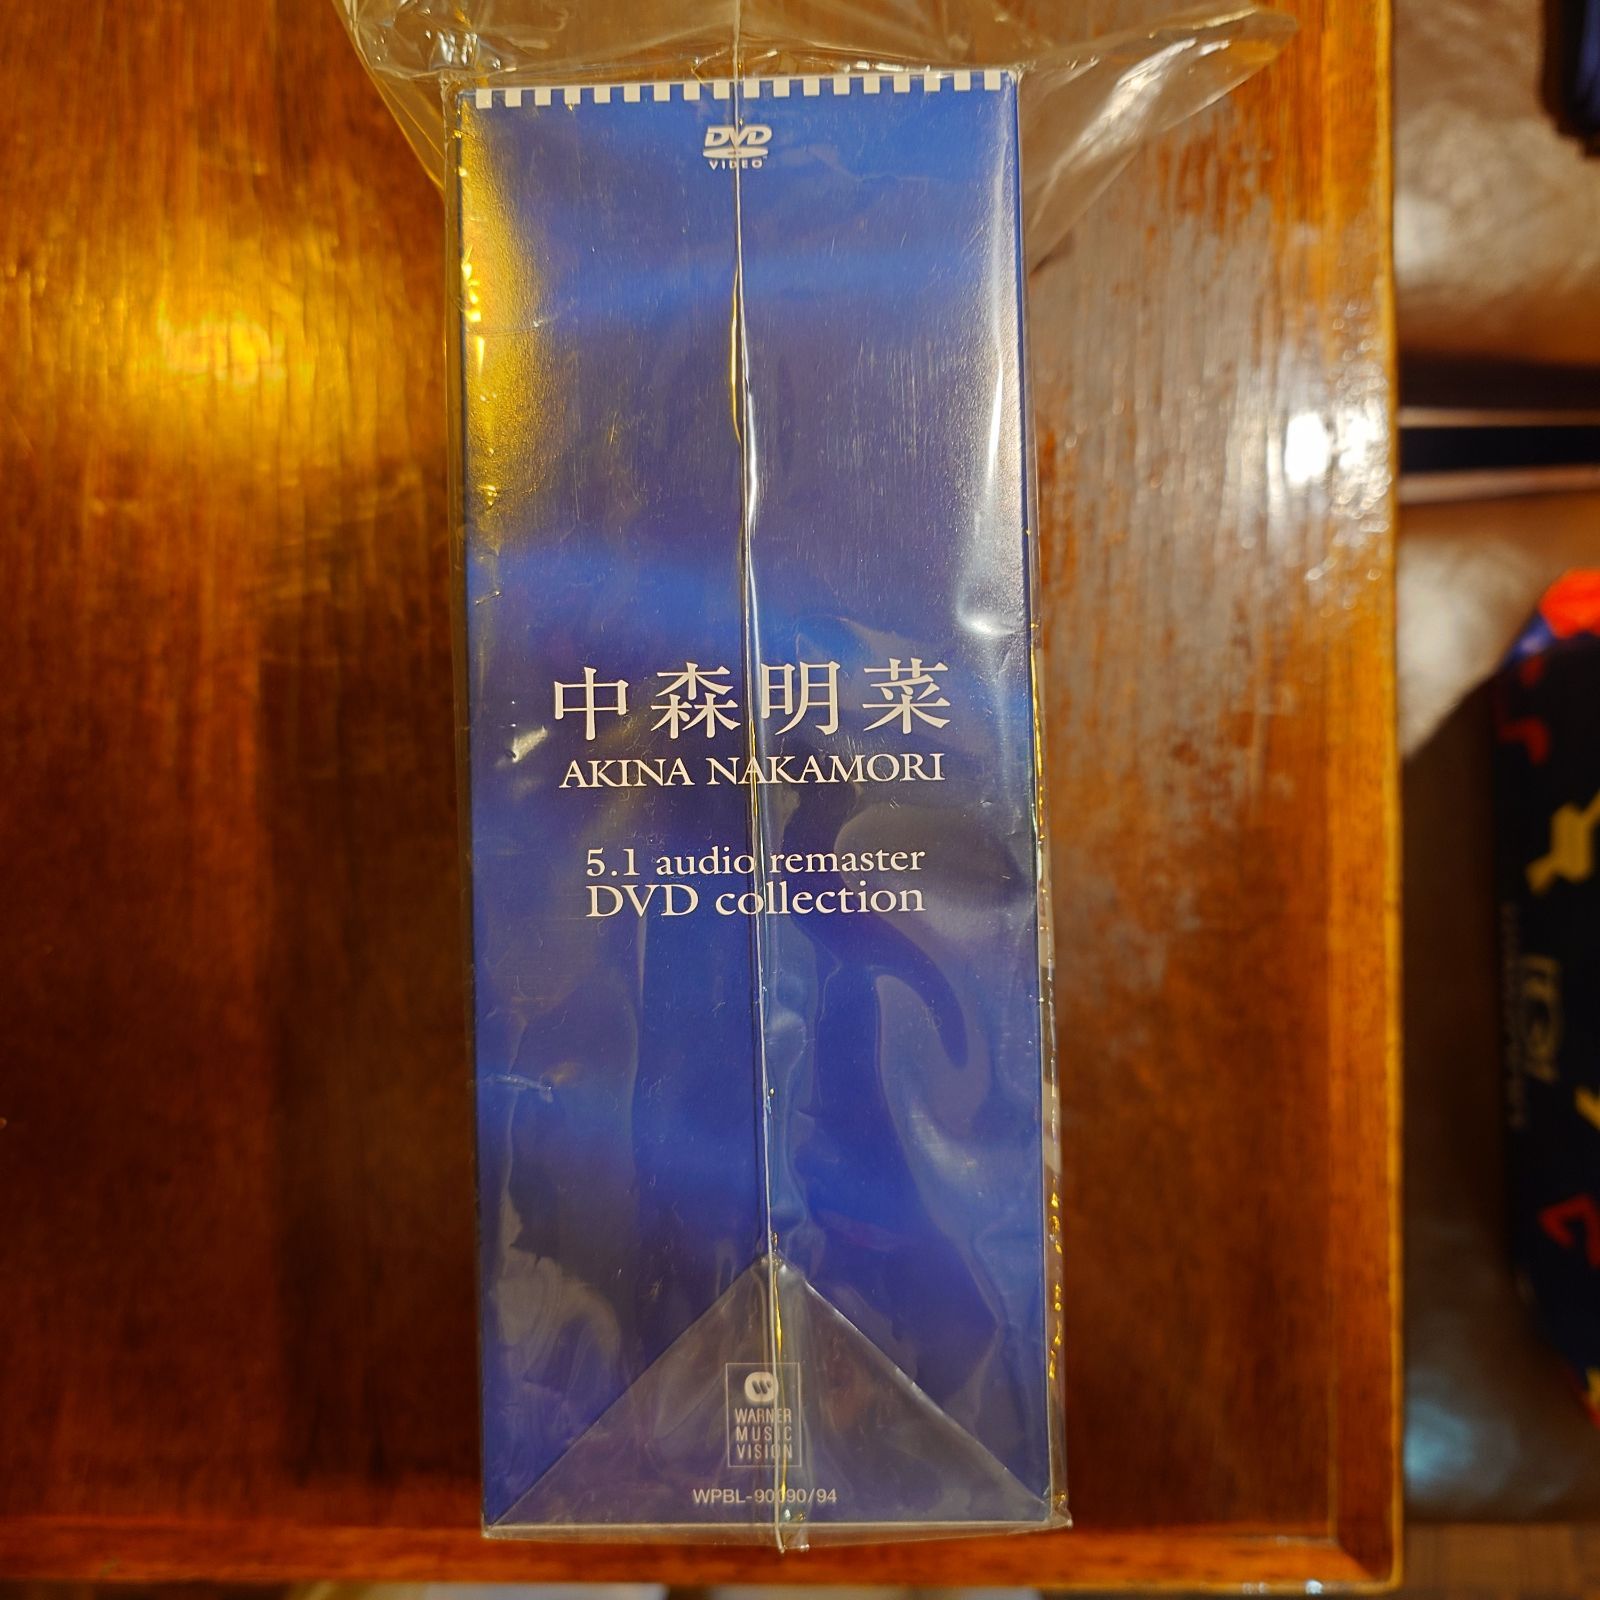 DVD
VIDEO
中森明菜
AKINA NAKAMORI
5.1 audio remaster
DVD collection
WARNER
MUSIC
VISION